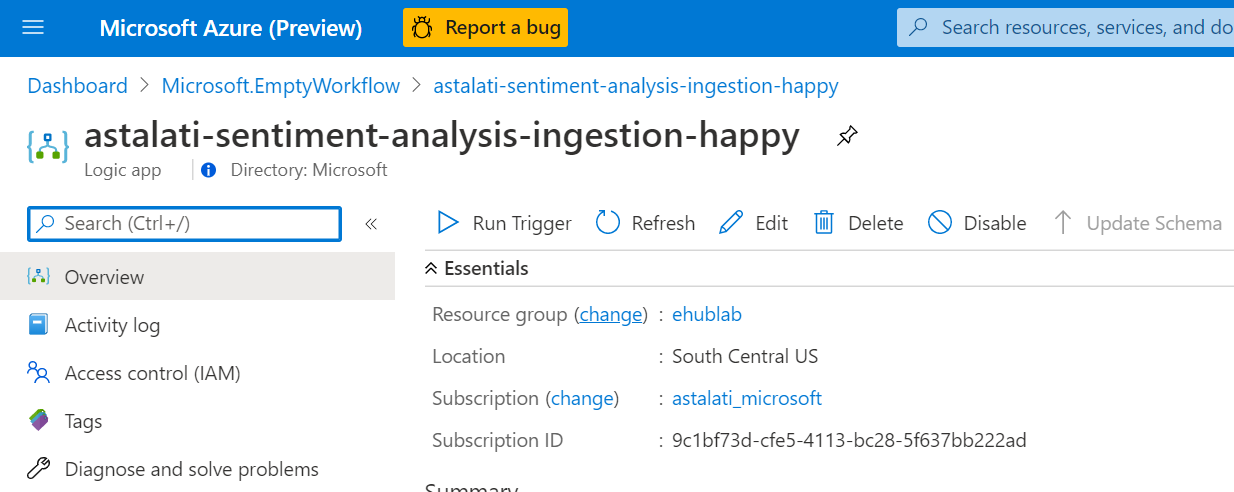 Microsoft Azure (Preview) Report a bug Search resources, services, and do
Dashboard > Microsoft.EmptyWorkflow > astalati-sentiment-analysis-ingestion-happy
astalati-sentiment-analysis-ingestion-happy
Logic app Directory: Microsoft
Search (Ctrl+/) « Run Trigger Refresh Edit Delete Disable Update Schema
Essentials
Overview
Activity log
Access control (IAM)
Tags
Diagnose and solve problems
Resource group (change) : ehublab
Location : South Central US
Subscription (change) : astalati_microsoft
Subscription ID : 9c1bf73d-cfe5-4113-bc28-5f637bb222ad
Summary